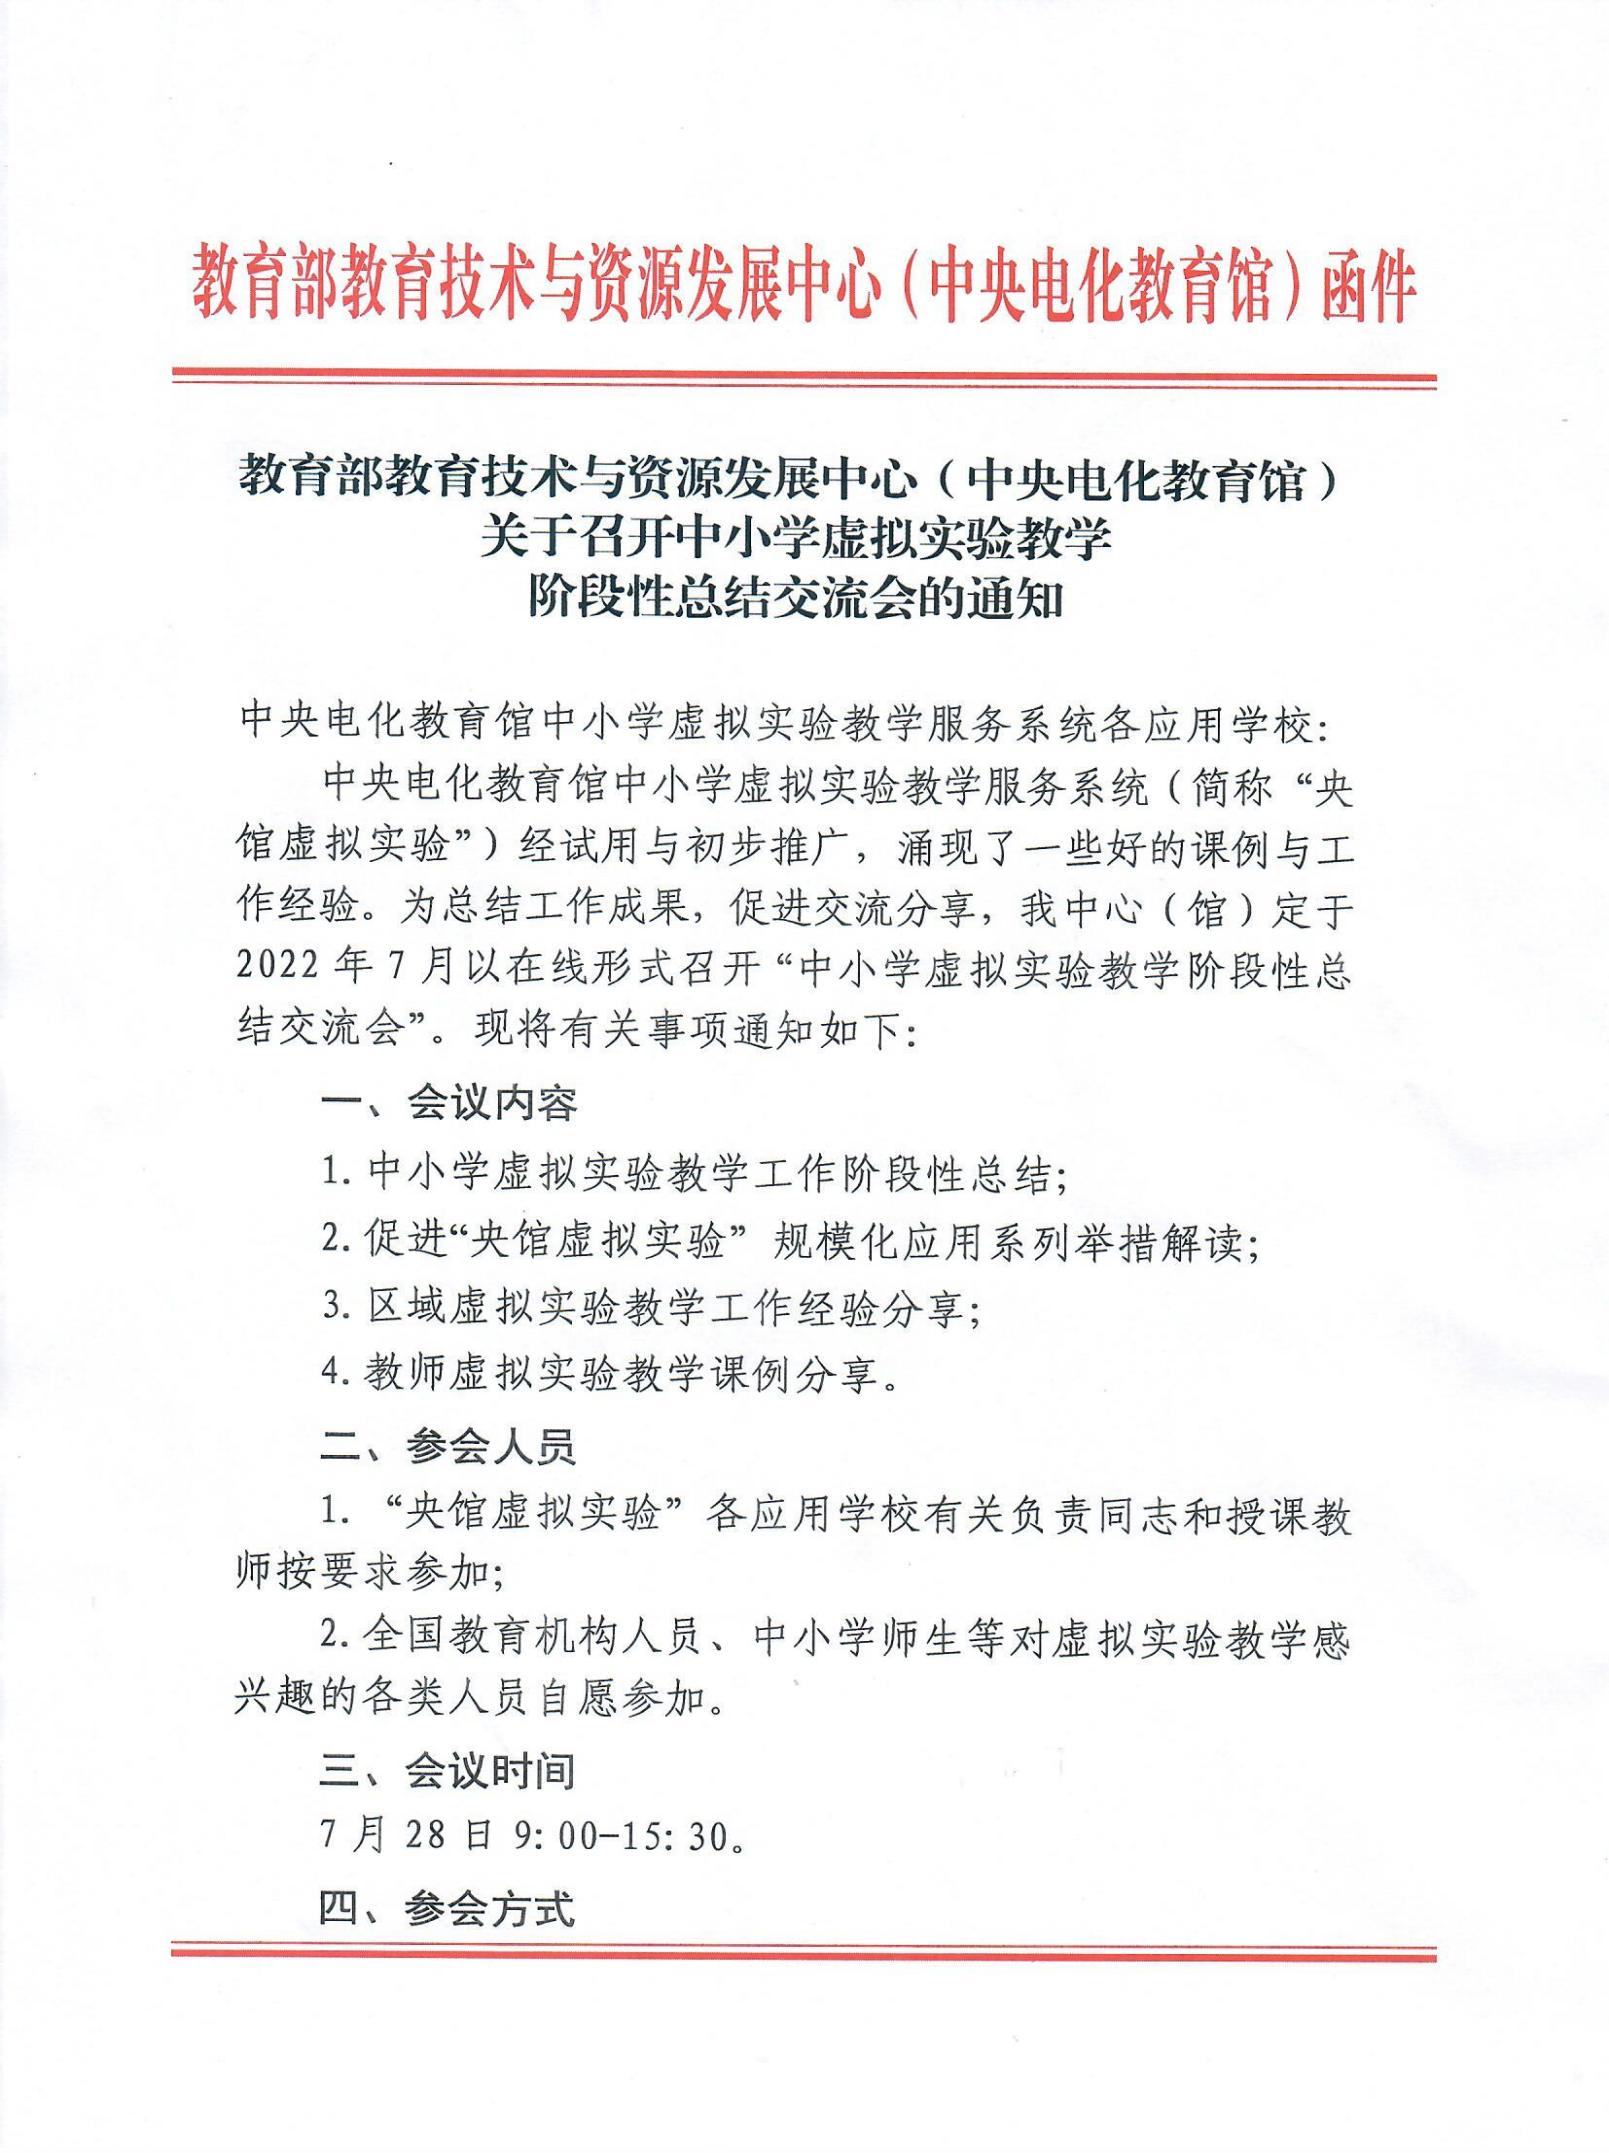 教育部教育技术与资源发展中心（中央电化教育馆）函件
教育部教育技术与资源发展中心（中央电化教育馆）
关于召开中小学虚拟实验教学
阶段性总结交流会的通知
中央电化教育馆中小学虚拟实验教学服务系统各应用学校：
中央电化教育馆中小学虚拟实验教学服务系统（简称“央
馆虚拟实验”）经试用与初步推广，涌现了一些好的课例与工
作经验。为总结工作成果，促进交流分享，我中心（馆）定于
2022 年 7 月以在线形式召开“中小学虚拟实验教学阶段性总
结交流会”。现将有关事项通知如下：
一、会议内容
1. 中小学虚拟实验教学工作阶段性总结；
2. 促进“央馆虚拟实验” 规模化应用系列举措解读；
3. 区域虚拟实验教学工作经验分享；
4. 教师虚拟实验教学课例分享。
二、参会人员
1. “央馆虚拟实验”各应用学校有关负责同志和授课教
师按要求参加；
2. 全国教育机构人员、中小学师生等对虚拟实验教学感
兴趣的各类人员自愿参加。
三、会议时间
7 月 28 日 9: 00-15: 30。
四、参会方式